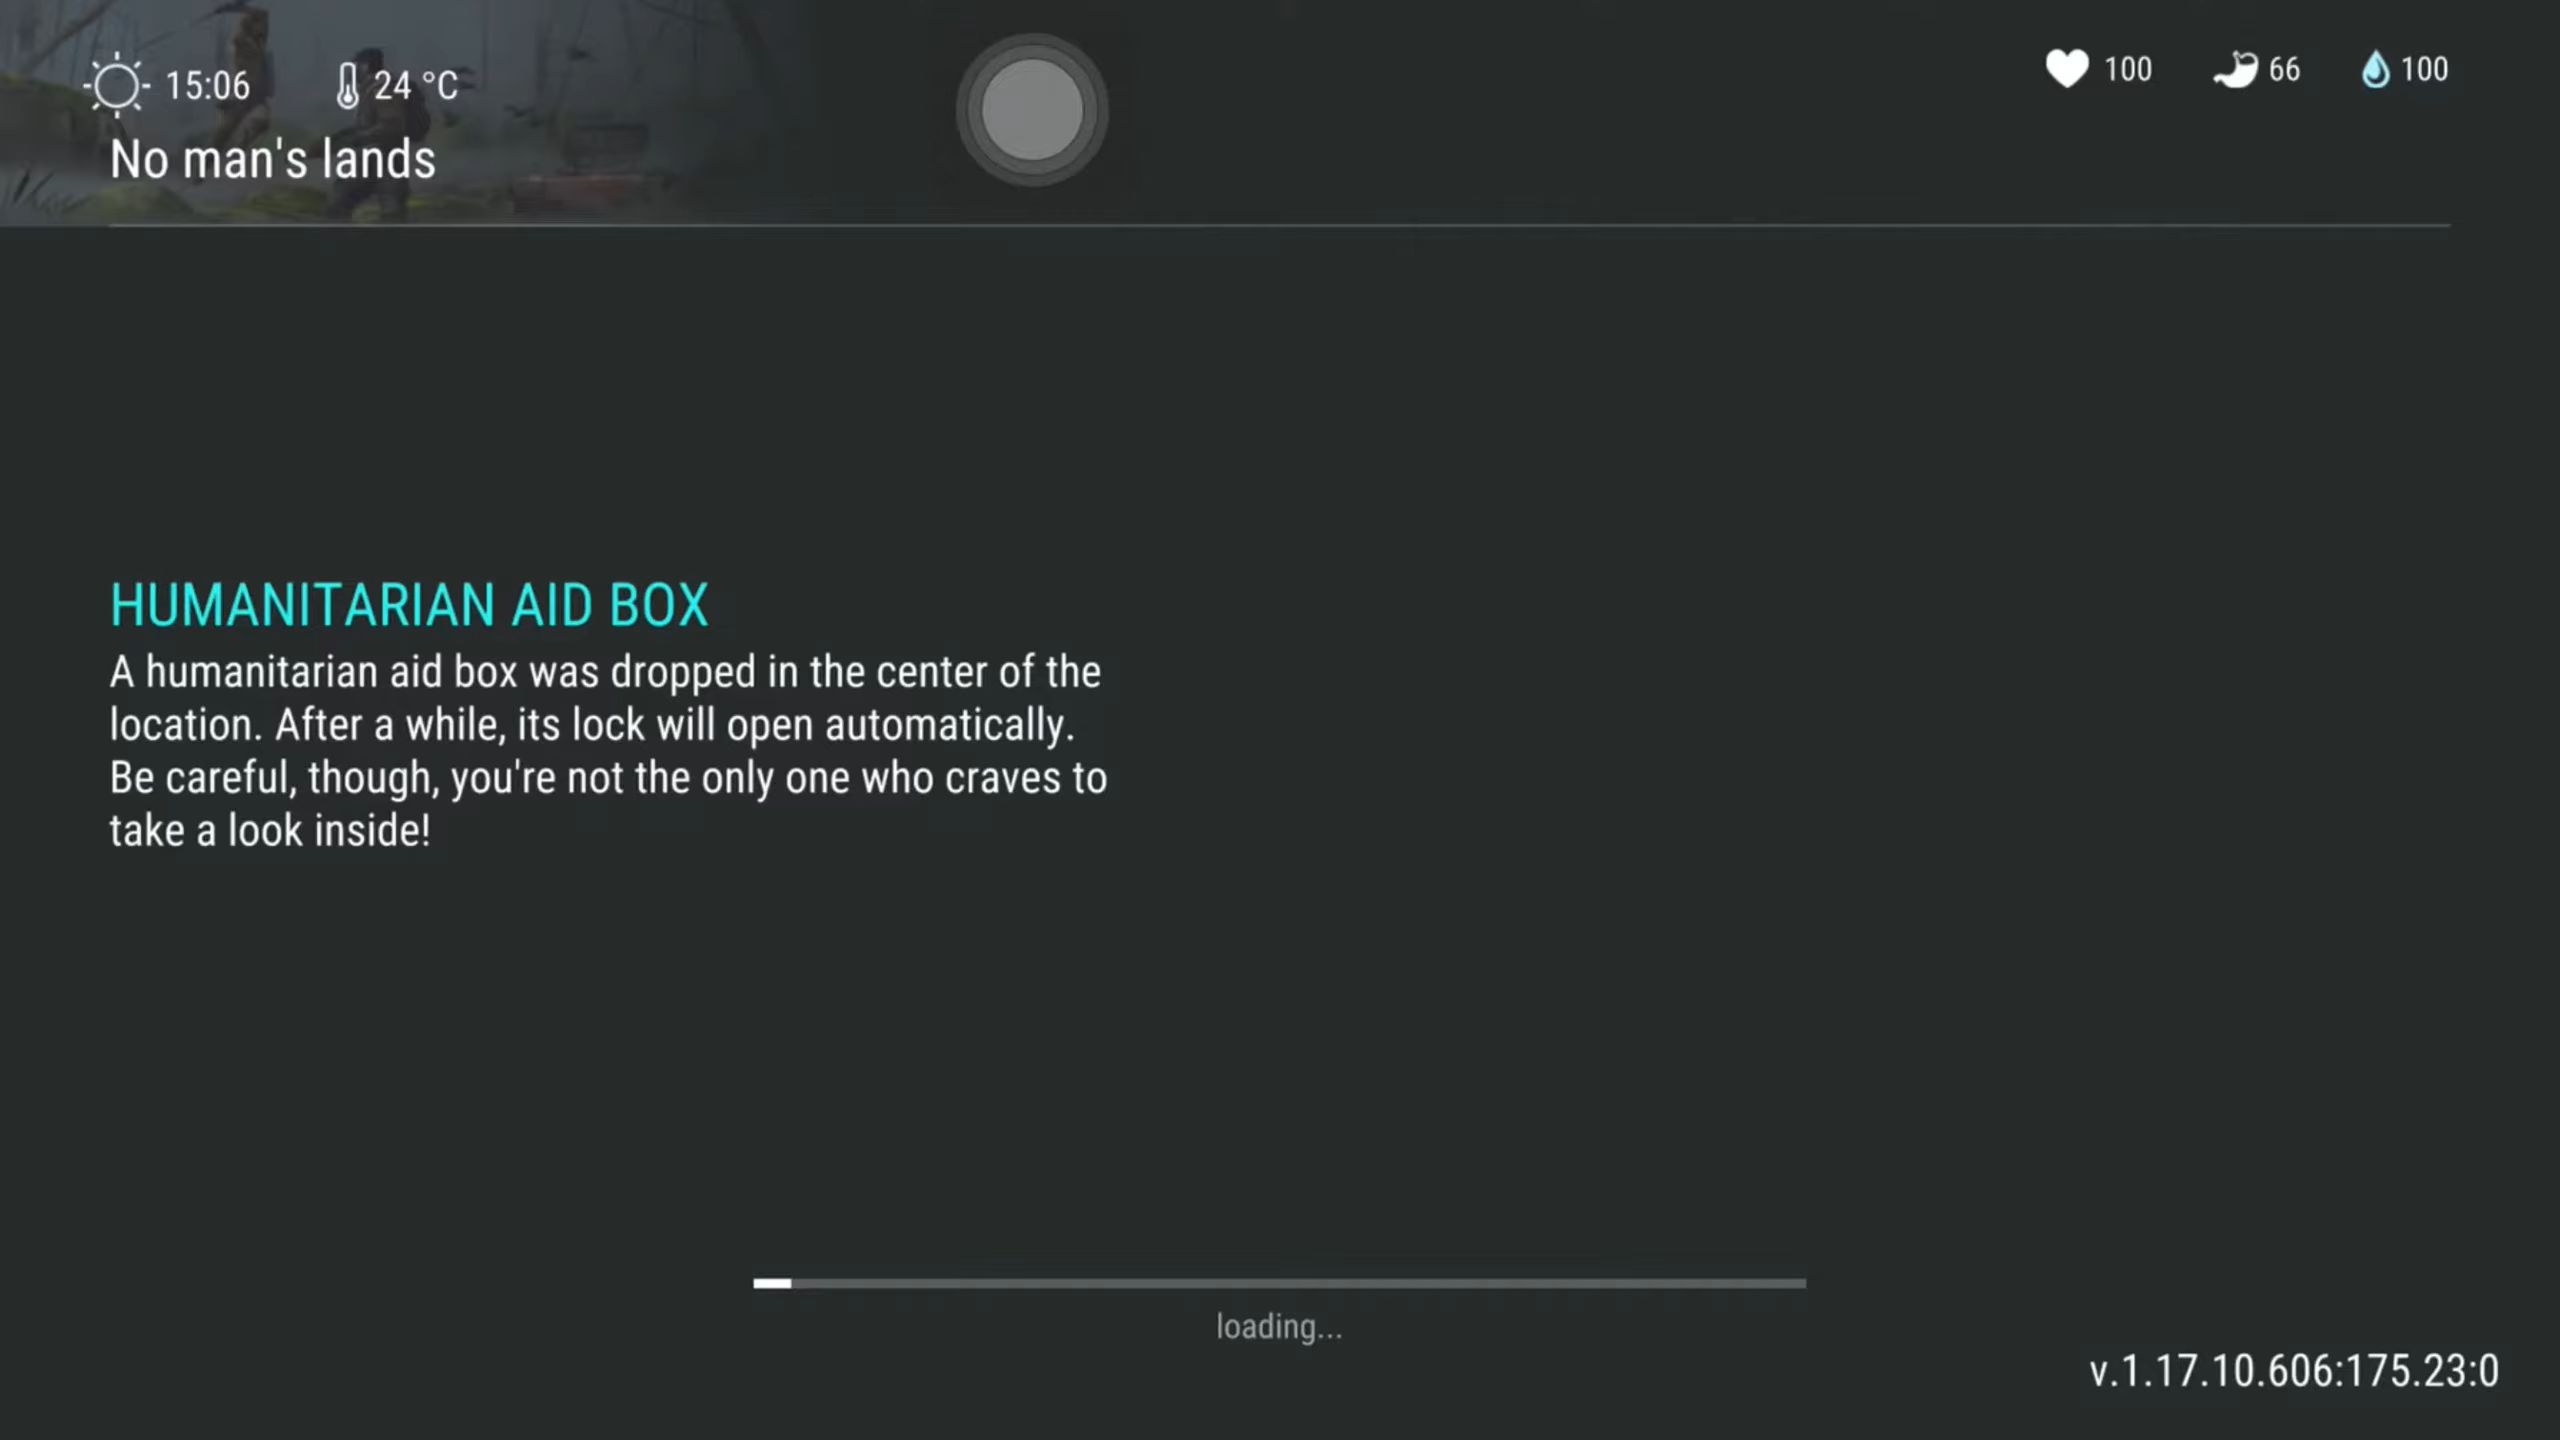 15:06 24 °C
No man's lands
100 66 100
HUMANITARIAN AID BOX
A humanitarian aid box was dropped in the center of the
location. After a while, its lock will open automatically.
Be careful, though, you're not the only one who craves to
take a look inside!
loading...
v.1.17.10.606:175.23:0